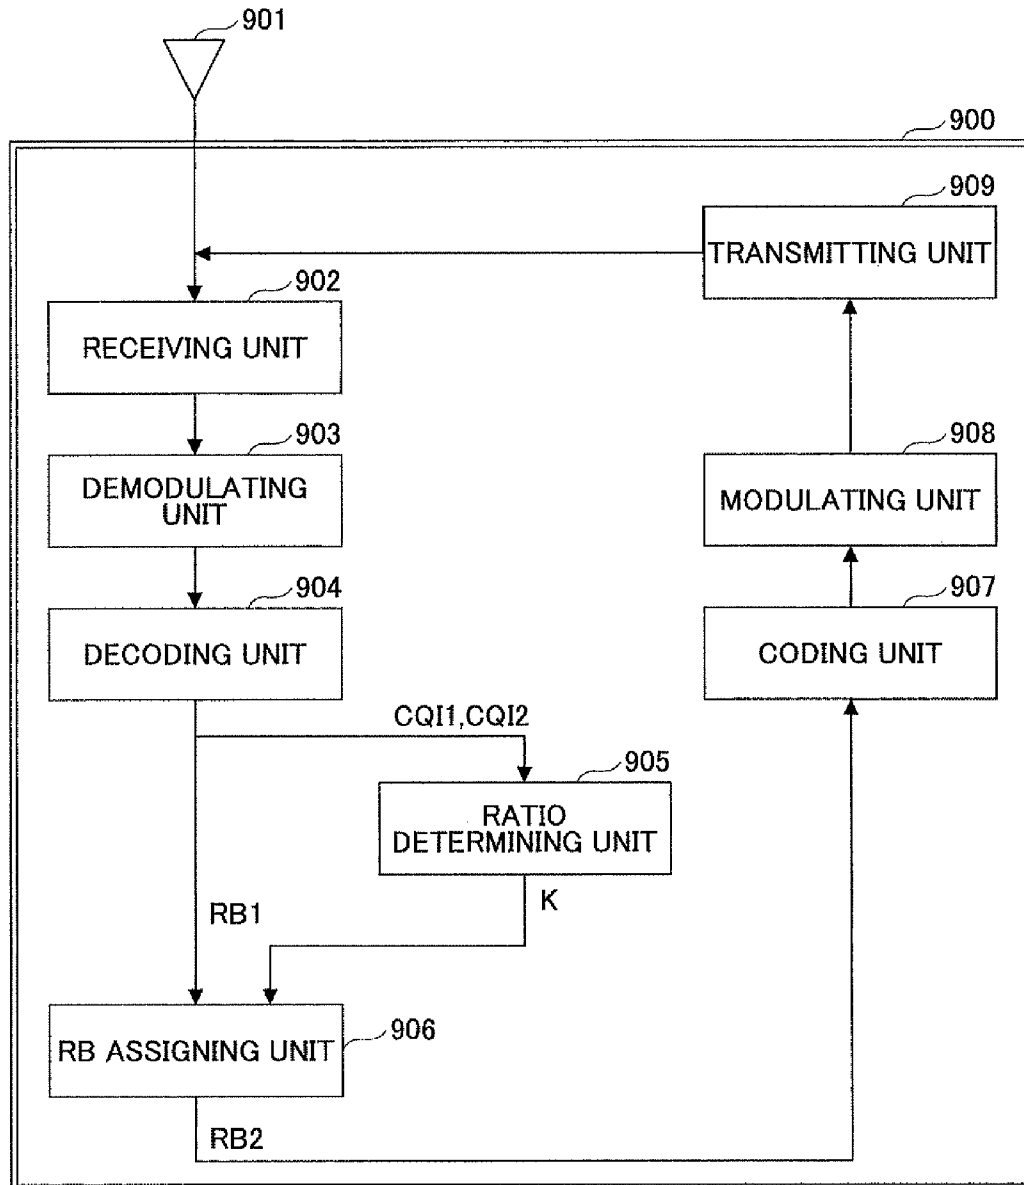 901
900
909
TRANSMITTING UNIT
902
RECEIVING UNIT
903
DEMODULATING
UNIT
908
MODULATING UNIT
904
DECODING UNIT
907
CODING UNIT
CQI1,CQI2
905
RATIO
DETERMINING UNIT
RB1
K
906
RB ASSIGNING UNIT
RB2